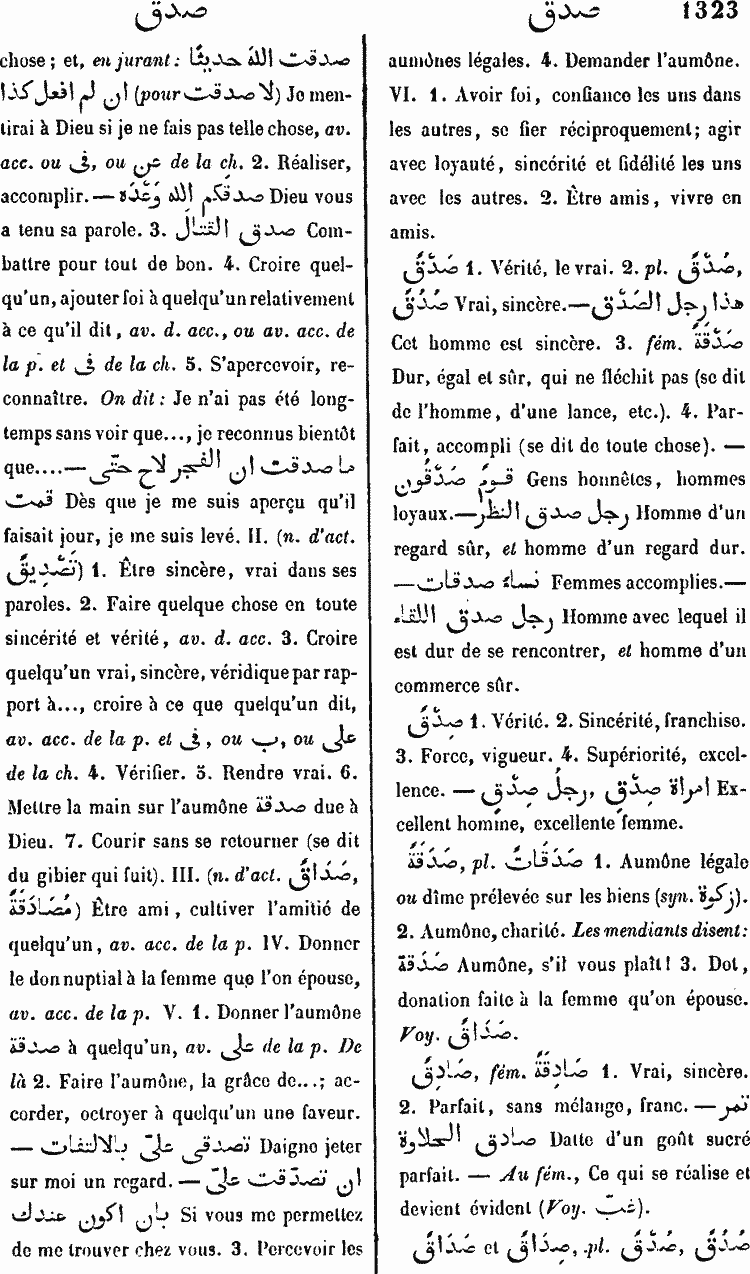 صدق
صدق 1323
chose ; et, en jurant : صدقت اللهَ حديثًا
ان لم افعل كذا (pour لا صدقت) Je men-
tirai à Dieu si je ne fais pas telle chose, av.
acc. ou فى, ou عن de la ch. 2. Réaliser,
accomplir. — صدقكم الله وَعْدَهُ Dieu vous
a tenu sa parole. 3. صدق القتال Com-
battre pour tout de bon. 4. Croire quel-
qu'un, ajouter foi à quelqu'un relativement
à ce qu'il dit, av. d. acc., ou av. acc. de
la p. et فى de la ch. 5. S'apercevoir, re-
connaître. On dit : Je n'ai pas été long-
temps sans voir que..., je reconnus bientôt
que....— ما صدقت ان الفجر لاح حتّى
قمت Dès que je me suis aperçu qu'il
faisait jour, je me suis levé. II. (n. d'act.
تَصْدِيقٌ) 1. Être sincère, vrai dans ses
paroles. 2. Faire quelque chose en toute
sincérité et vérité, av. d. acc. 3. Croire
quelqu'un vrai, sincère, véridique par rap-
port à..., croire à ce que quelqu'un dit,
av. acc. de la p. et فى, ou ب, ou على
de la ch. 4. Vérifier. 5. Rendre vrai. 6.
Mettre la main sur l'aumône صدقة due à
Dieu. 7. Courir sans se retourner (se dit
du gibier qui fuit). III. (n. d'act. صَدَاقٌ,
مُصَادَقَةٌ) Être ami, cultiver l'amitié de
quelqu'un, av. acc. de la p. IV. Donner
le don nuptial à la femme que l'on épouse,
av. acc. de la p. V. 1. Donner l'aumône
صدقة à quelqu'un, av. على de la p. De
là 2. Faire l'aumône, la grâce de...; ac-
corder, octroyer à quelqu'un une faveur.
— تصدقى علىّ بالالتفات Daigne jeter
sur moi un regard. — ان تصدّقت علىّ
بان اكون عندك Si vous me permettez
de me trouver chez vous. 3. Percevoir les
aumônes légales. 4. Demander l'aumône.
VI. 1. Avoir foi, confiance les uns dans
les autres, se fier réciproquement; agir
avec loyauté, sincérité et fidélité les uns
avec les autres. 2. Être amis, vivre en
amis.
صَدْقٌ 1. Vérité, le vrai. 2. pl. صُدْقٌ,
صُدُقٌ Vrai, sincère.— هذا رجل الصَّدْقِ
Cet homme est sincère. 3. fém. صَدْقَةٌ
Dur, égal et sûr, qui ne fléchit pas (se dit
de l'homme, d'une lance, etc.). 4. Par-
fait, accompli (se dit de toute chose). —
قومٌ صَدْقُون Gens honnêtes, hommes
loyaux.— رجل صدق النظر Homme d'un
regard sûr, et homme d'un regard dur.
— نساء صدقات Femmes accomplies.—
رجل صدق اللقاء Homme avec lequel il
est dur de se rencontrer, et homme d'un
commerce sûr.
صِدْقٌ 1. Vérité. 2. Sincérité, franchise.
3. Force, vigueur. 4. Supériorité, excel-
lence. — رجلُ صِدْقٍ, امراةُ صِدْقٍ Ex-
cellent homme, excellente femme.
صَدَقَةٌ, pl. صَدَقَاتٌ 1. Aumône légale
ou dîme prélevée sur les biens (syn. زكوة).
2. Aumône, charité. Les mendiants disent:
صَدَقة Aumône, s'il vous plaît! 3. Dot,
donation faite à la femme qu'on épouse.
Voy. صَدَاقٌ.
صَادِقٌ, fém. صَادِقَةٌ 1. Vrai, sincère.
2. Parfait, sans mélange, franc. — تمر
صادق الحلاوة Datte d'un goût sucré
parfait. — Au fém., Ce qui se réalise et
devient évident (Voy. غبّ).
صَدَاقٌ et صِدَاقٌ, pl. صُدْقٌ, صُدُقٌ